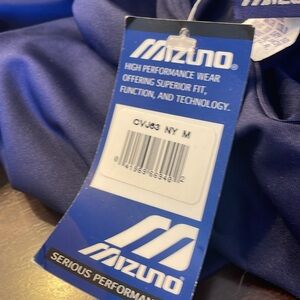 MIZUNO
HIGH PERFORMANCE WEAR
OFFERING SUPERIOR FIT,
FUNCTION, AND TECHNOLOGY.
CVJ63 NY M
MIZUNO
SERIOUS PERFORMAN